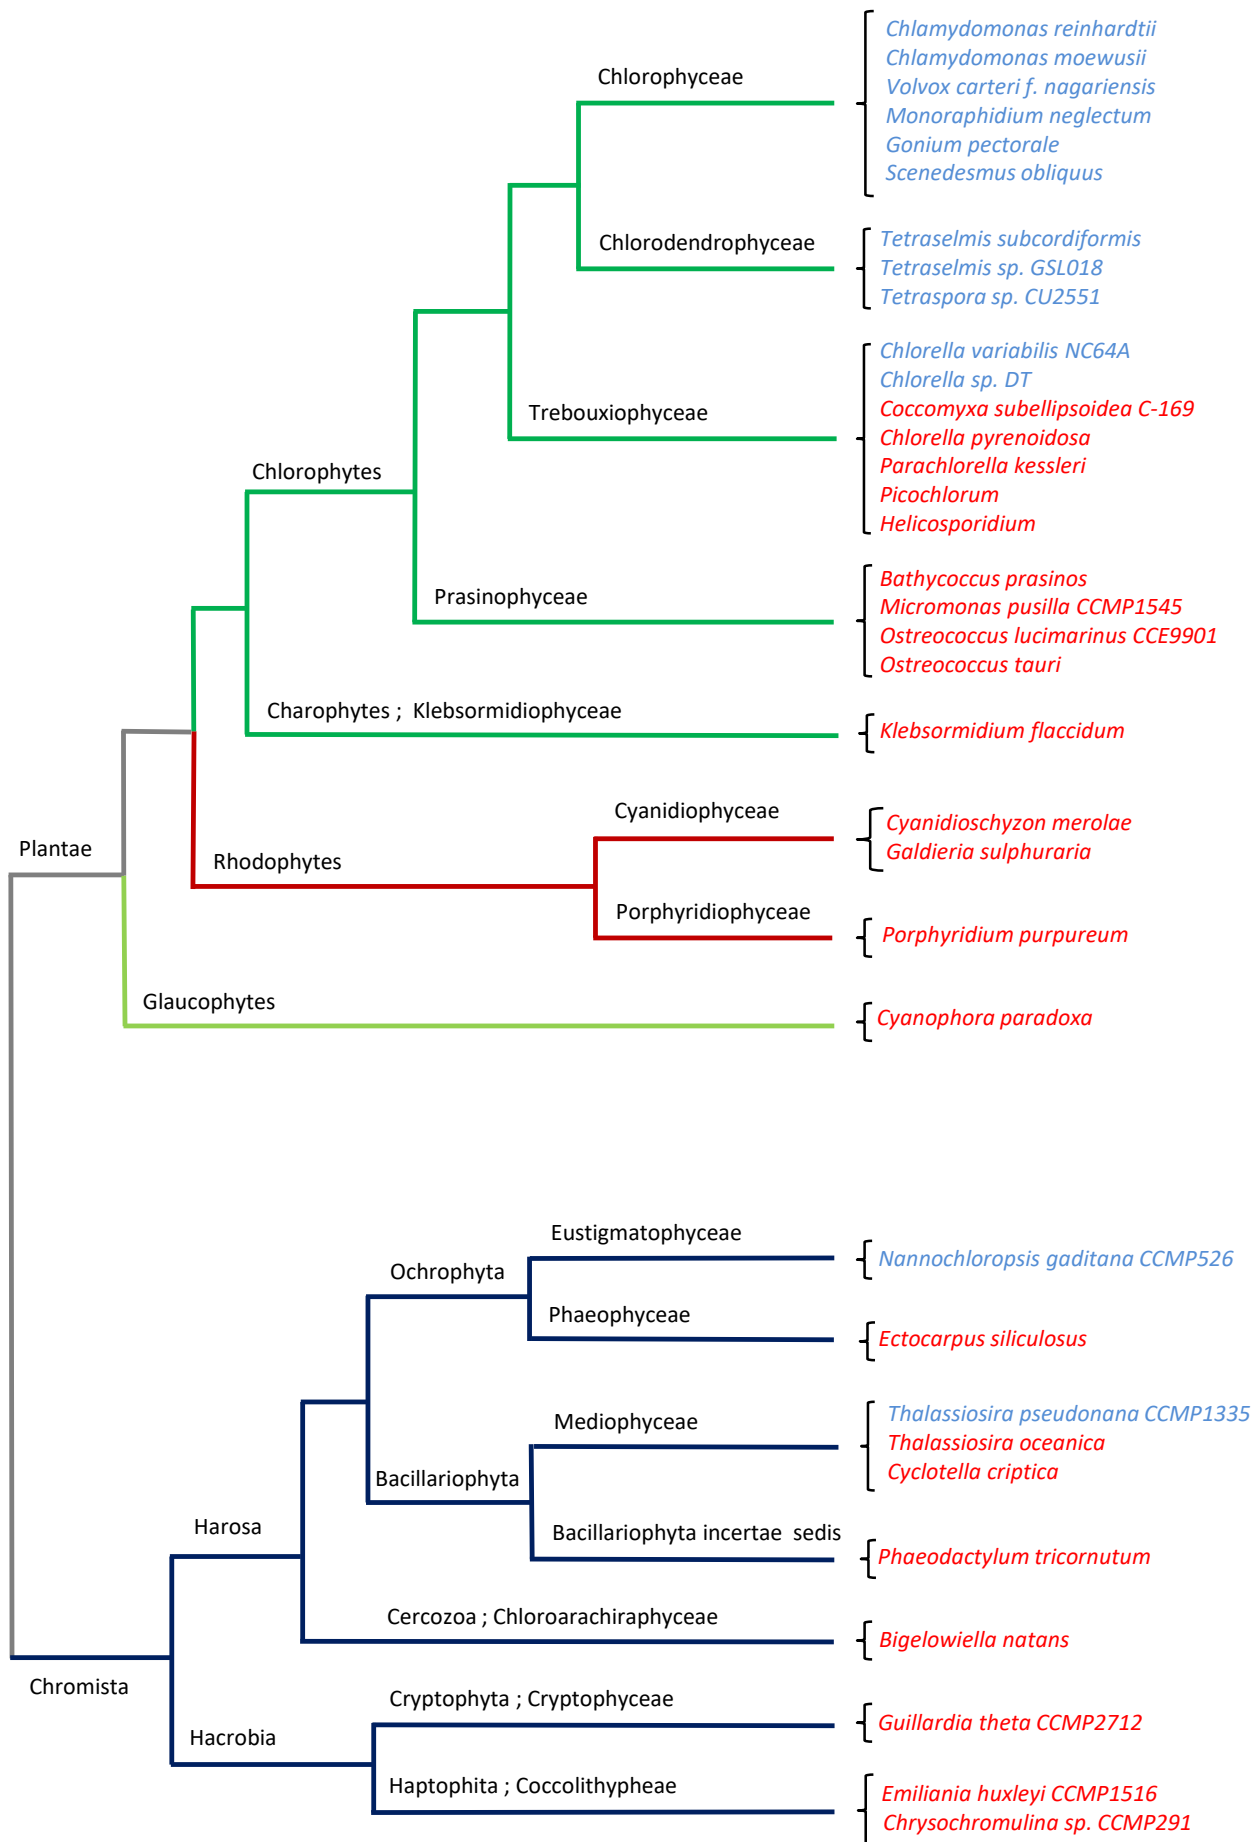 Chlorophyceae
Chlamydomonas reinhardtii
Chlamydomonas moewusii
Volvox carteri f. nagariensis
Monoraphidium neglectum
Gonium pectorale
Scenedesmus obliquus
Chlorodendrophyceae
Tetraselmis subcordiformis
Tetraselmis sp. GSL018
Tetraspora sp. CU2551
Trebouxiophyceae
Chlorella variabilis NC64A
Chlorella sp. DT
Coccomyxa subellipsoidea C-169
Chlorella pyrenoidosa
Parachlorella kessleri
Picochlorum
Helicosporidium
Chlorophytes
Prasinophyceae
Bathycoccus prasinos
Micromonas pusilla CCMP1545
Ostreococcus lucimarinus CCE9901
Ostreococcus tauri
Charophytes ; Klebsormidiophyceae
Klebsormidium flaccidum
Plantae
Rhodophytes
Cyanidiophyceae
Cyanidioschyzon merolae
Galdieria sulphuraria
Porphyridiophyceae
Porphyridium purpureum
Glaucophytes
Cyanophora paradoxa
Eustigmatophyceae
Nannochloropsis gaditana CCMP526
Ochrophyta
Phaeophyceae
Ectocarpus siliculosus
Mediophyceae
Thalassiosira pseudonana CCMP1335
Thalassiosira oceanica
Cyclotella criptica
Bacillariophyta
Harosa
Bacillariophyta incertae sedis
Phaeodactylum tricornutum
Cercozoa ; Chloroarachiraphyceae
Bigelowiella natans
Chromista
Cryptophyta ; Cryptophyceae
Guillardia theta CCMP2712
Hacrobia
Haptophita ; Coccolithypheae
Emiliania huxleyi CCMP1516
Chrysochromulina sp. CCMP291